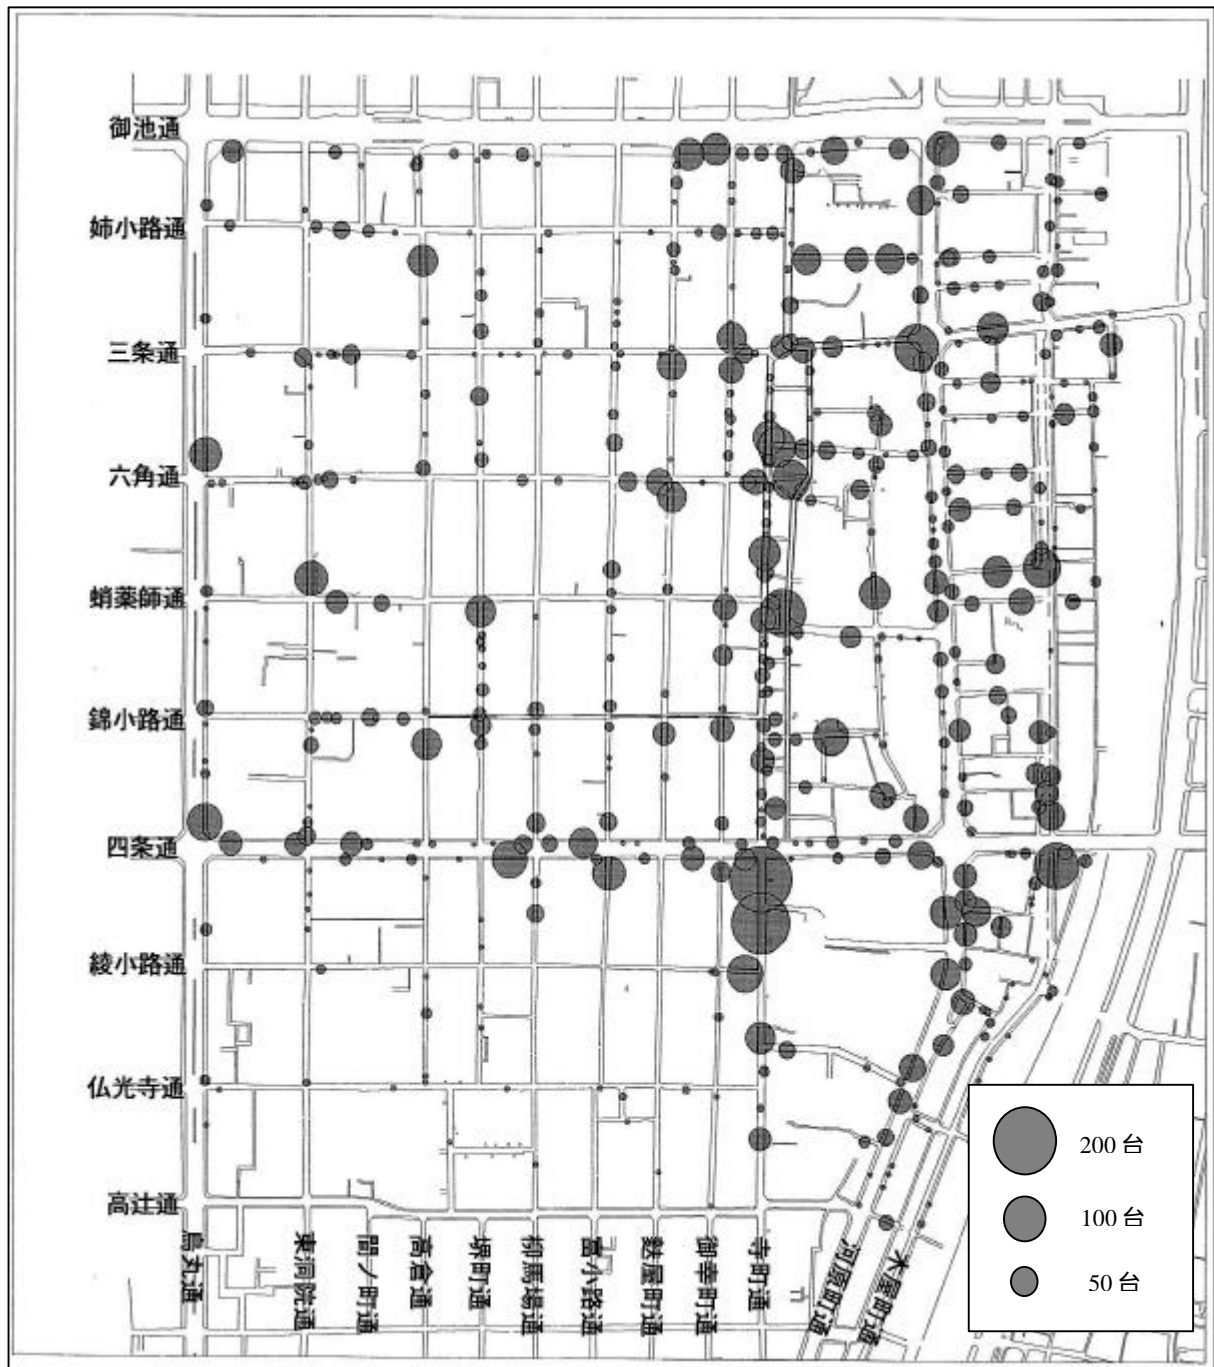 御池通
姉小路通
三条通
六角通
蛸薬師通
錦小路通
四条通
綾小路通
仏光寺通
高辻通
烏丸通
東洞院通
間ノ町通
高倉通
堺町通
柳馬場通
富小路通
麩屋町通
御幸町通
寺町通
河原町通
木屋町通
200 台
100 台
50 台